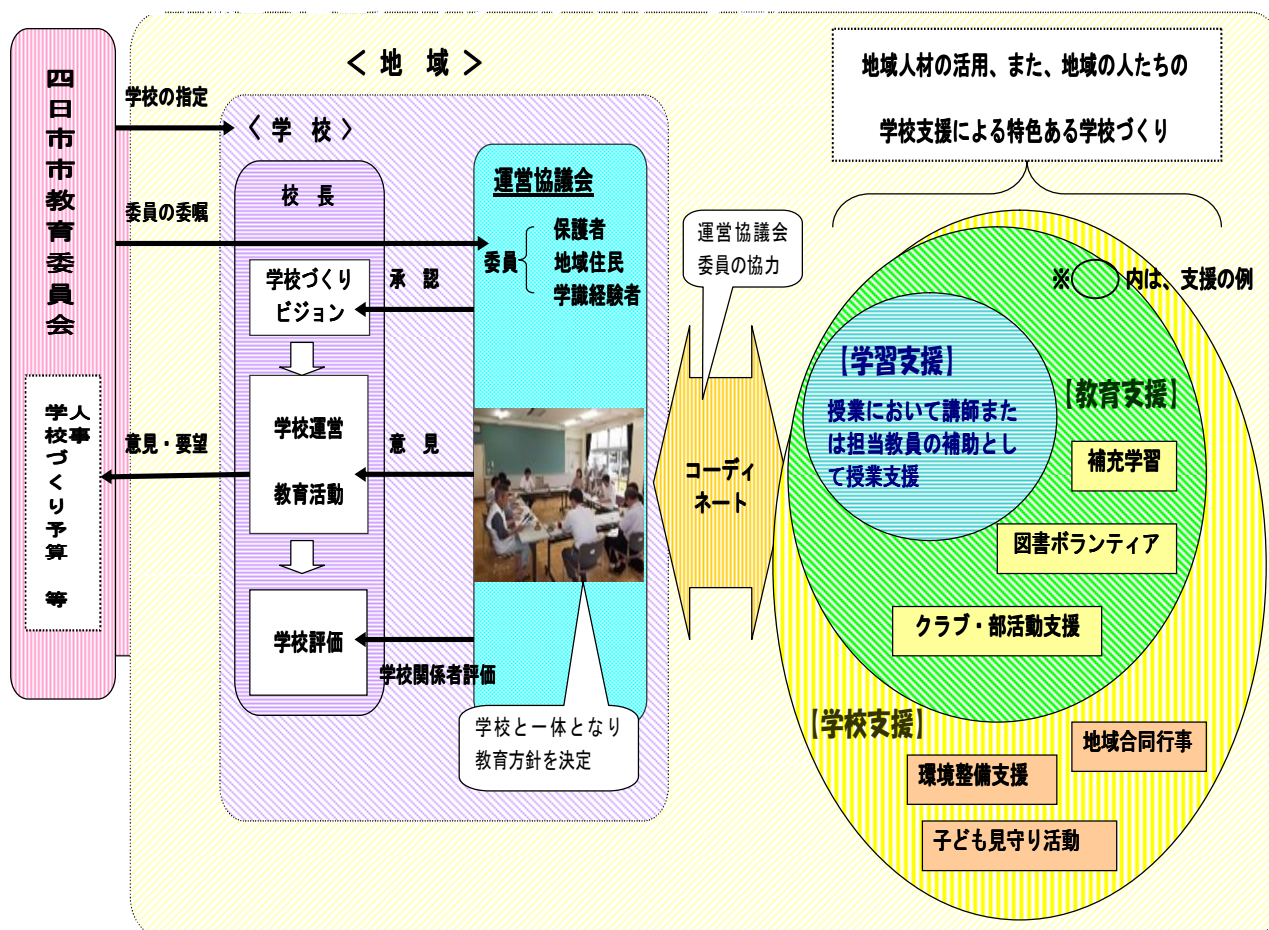 四日市市教育委員会
人事
学校づくり予算 等
学校の指定
委員の委嘱
意見・要望
＜ 地 域 ＞
〈 学 校 〉
校 長
学校づくり
ビジョン
学校運営
教育活動
学校評価
承 認
意 見
学校関係者評価
運営協議会
委員
保護者
地域住民
学識経験者
学校と一体となり
教育方針を決定
運営協議会
委員の協力
コーディ
ネート
地域人材の活用、また、地域の人たちの
学校支援による特色ある学校づくり
※ 内は、支援の例
【学習支援】
授業において講師また
は担当教員の補助とし
て授業支援
【教育支援】
補充学習
図書ボランティア
クラブ・部活動支援
【学校支援】
地域合同行事
環境整備支援
子ども見守り活動